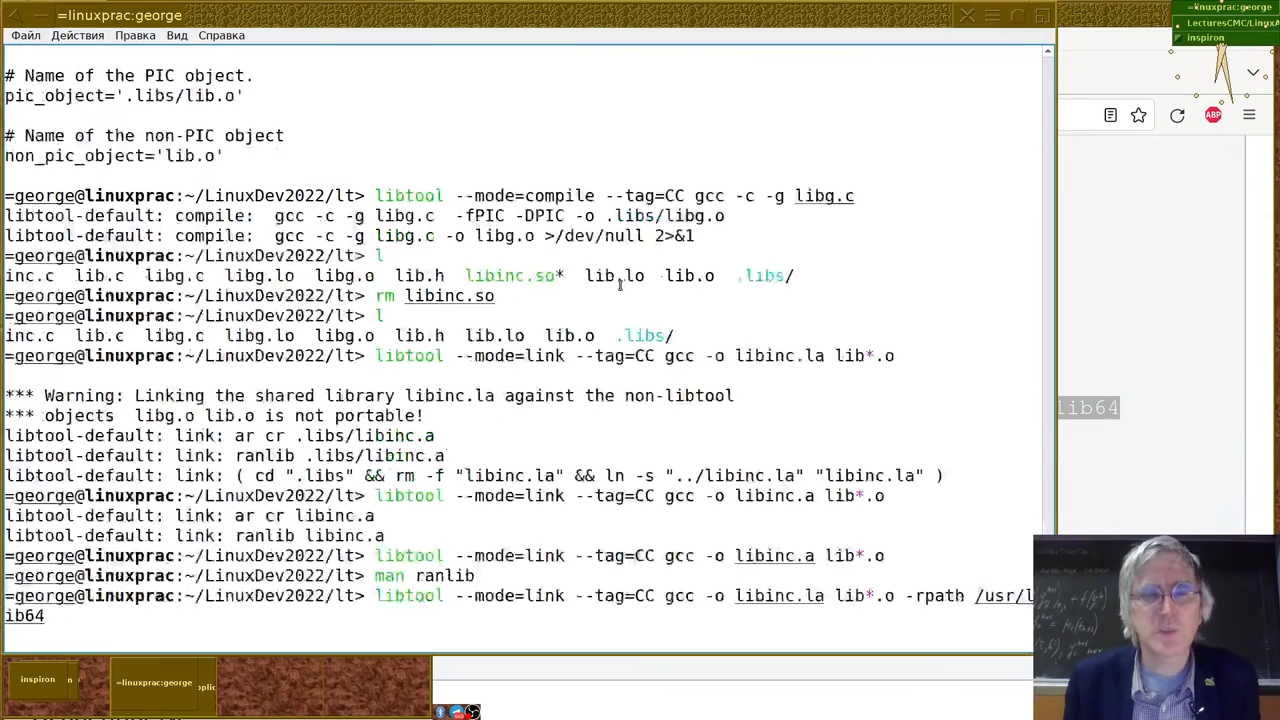 =linuxprac:george
=linuxprac:george
LecturesCMC/LinuxA
inspiron
Файл Действия Правка Вид Справка
# Name of the PIC object.
pic_object='.libs/lib.o'
# Name of the non-PIC object
non_pic_object='lib.o'
=george@linuxprac:~/LinuxDev2022/lt> libtool --mode=compile --tag=CC gcc -c -g libg.c
libtool-default: compile:  gcc -c -g libg.c  -fPIC -DPIC -o .libs/libg.o
libtool-default: compile:  gcc -c -g libg.c -o libg.o >/dev/null 2>&1
=george@linuxprac:~/LinuxDev2022/lt> l
inc.c  lib.c  libg.c  libg.lo  libg.o  lib.h  libinc.so*  lib.lo  lib.o  .libs/
=george@linuxprac:~/LinuxDev2022/lt> rm libinc.so
=george@linuxprac:~/LinuxDev2022/lt> l
inc.c  lib.c  libg.c  libg.lo  libg.o  lib.h  lib.lo  lib.o  .libs/
=george@linuxprac:~/LinuxDev2022/lt> libtool --mode=link --tag=CC gcc -o libinc.la lib*.o
*** Warning: Linking the shared library libinc.la against the non-libtool
*** objects  libg.o lib.o is not portable!
libtool-default: link: ar cr .libs/libinc.a
libtool-default: link: ranlib .libs/libinc.a
libtool-default: link: ( cd ".libs" && rm -f "libinc.la" && ln -s "../libinc.la" "libinc.la" )
=george@linuxprac:~/LinuxDev2022/lt> libtool --mode=link --tag=CC gcc -o libinc.a lib*.o
libtool-default: link: ar cr libinc.a
libtool-default: link: ranlib libinc.a
=george@linuxprac:~/LinuxDev2022/lt> libtool --mode=link --tag=CC gcc -o libinc.a lib*.o
=george@linuxprac:~/LinuxDev2022/lt> man ranlib
=george@linuxprac:~/LinuxDev2022/lt> libtool --mode=link --tag=CC gcc -o libinc.la lib*.o -rpath /usr/l
ib64
ABP
lib64
inspiron
=linuxprac:george